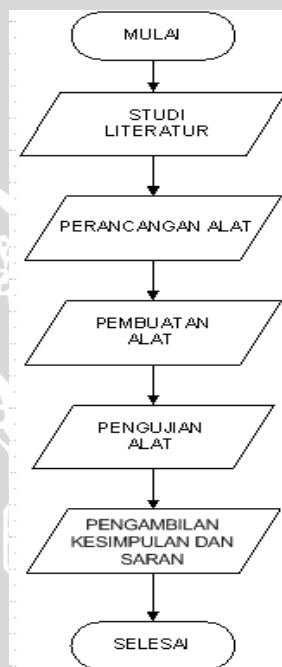 MULAI
STUDI
LITERATUR
PERANCANGAN ALAT
PEMBUATAN
ALAT
PENGUJIAN
ALAT
PENGAMBILAN
KESIMPULAN DAN
SARAN
SELESAI